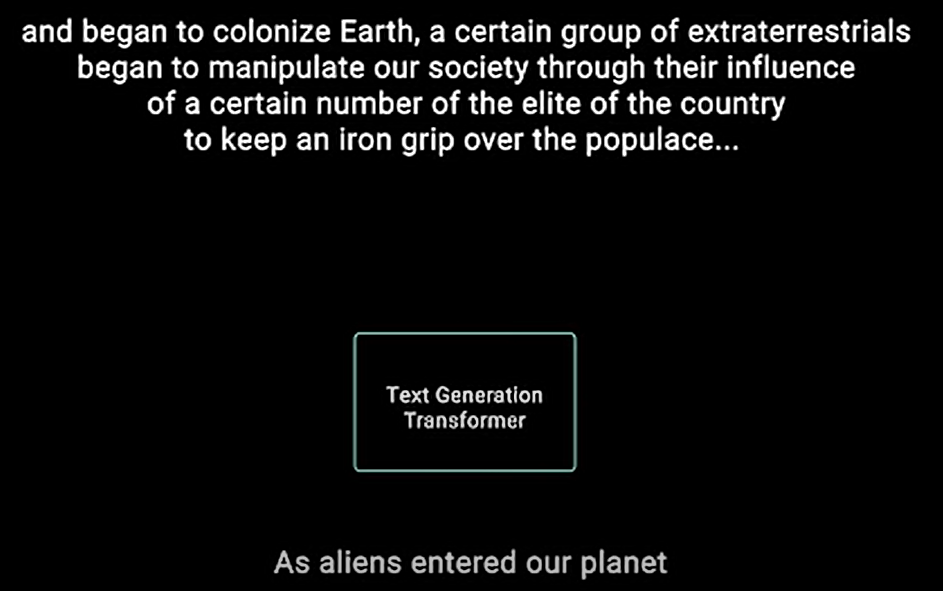 and began to colonize Earth, a certain group of extraterrestrials
began to manipulate our society through their influence
of a certain number of the elite of the country
to keep an iron grip over the populace...
Text Generation
Transformer
As aliens entered our planet